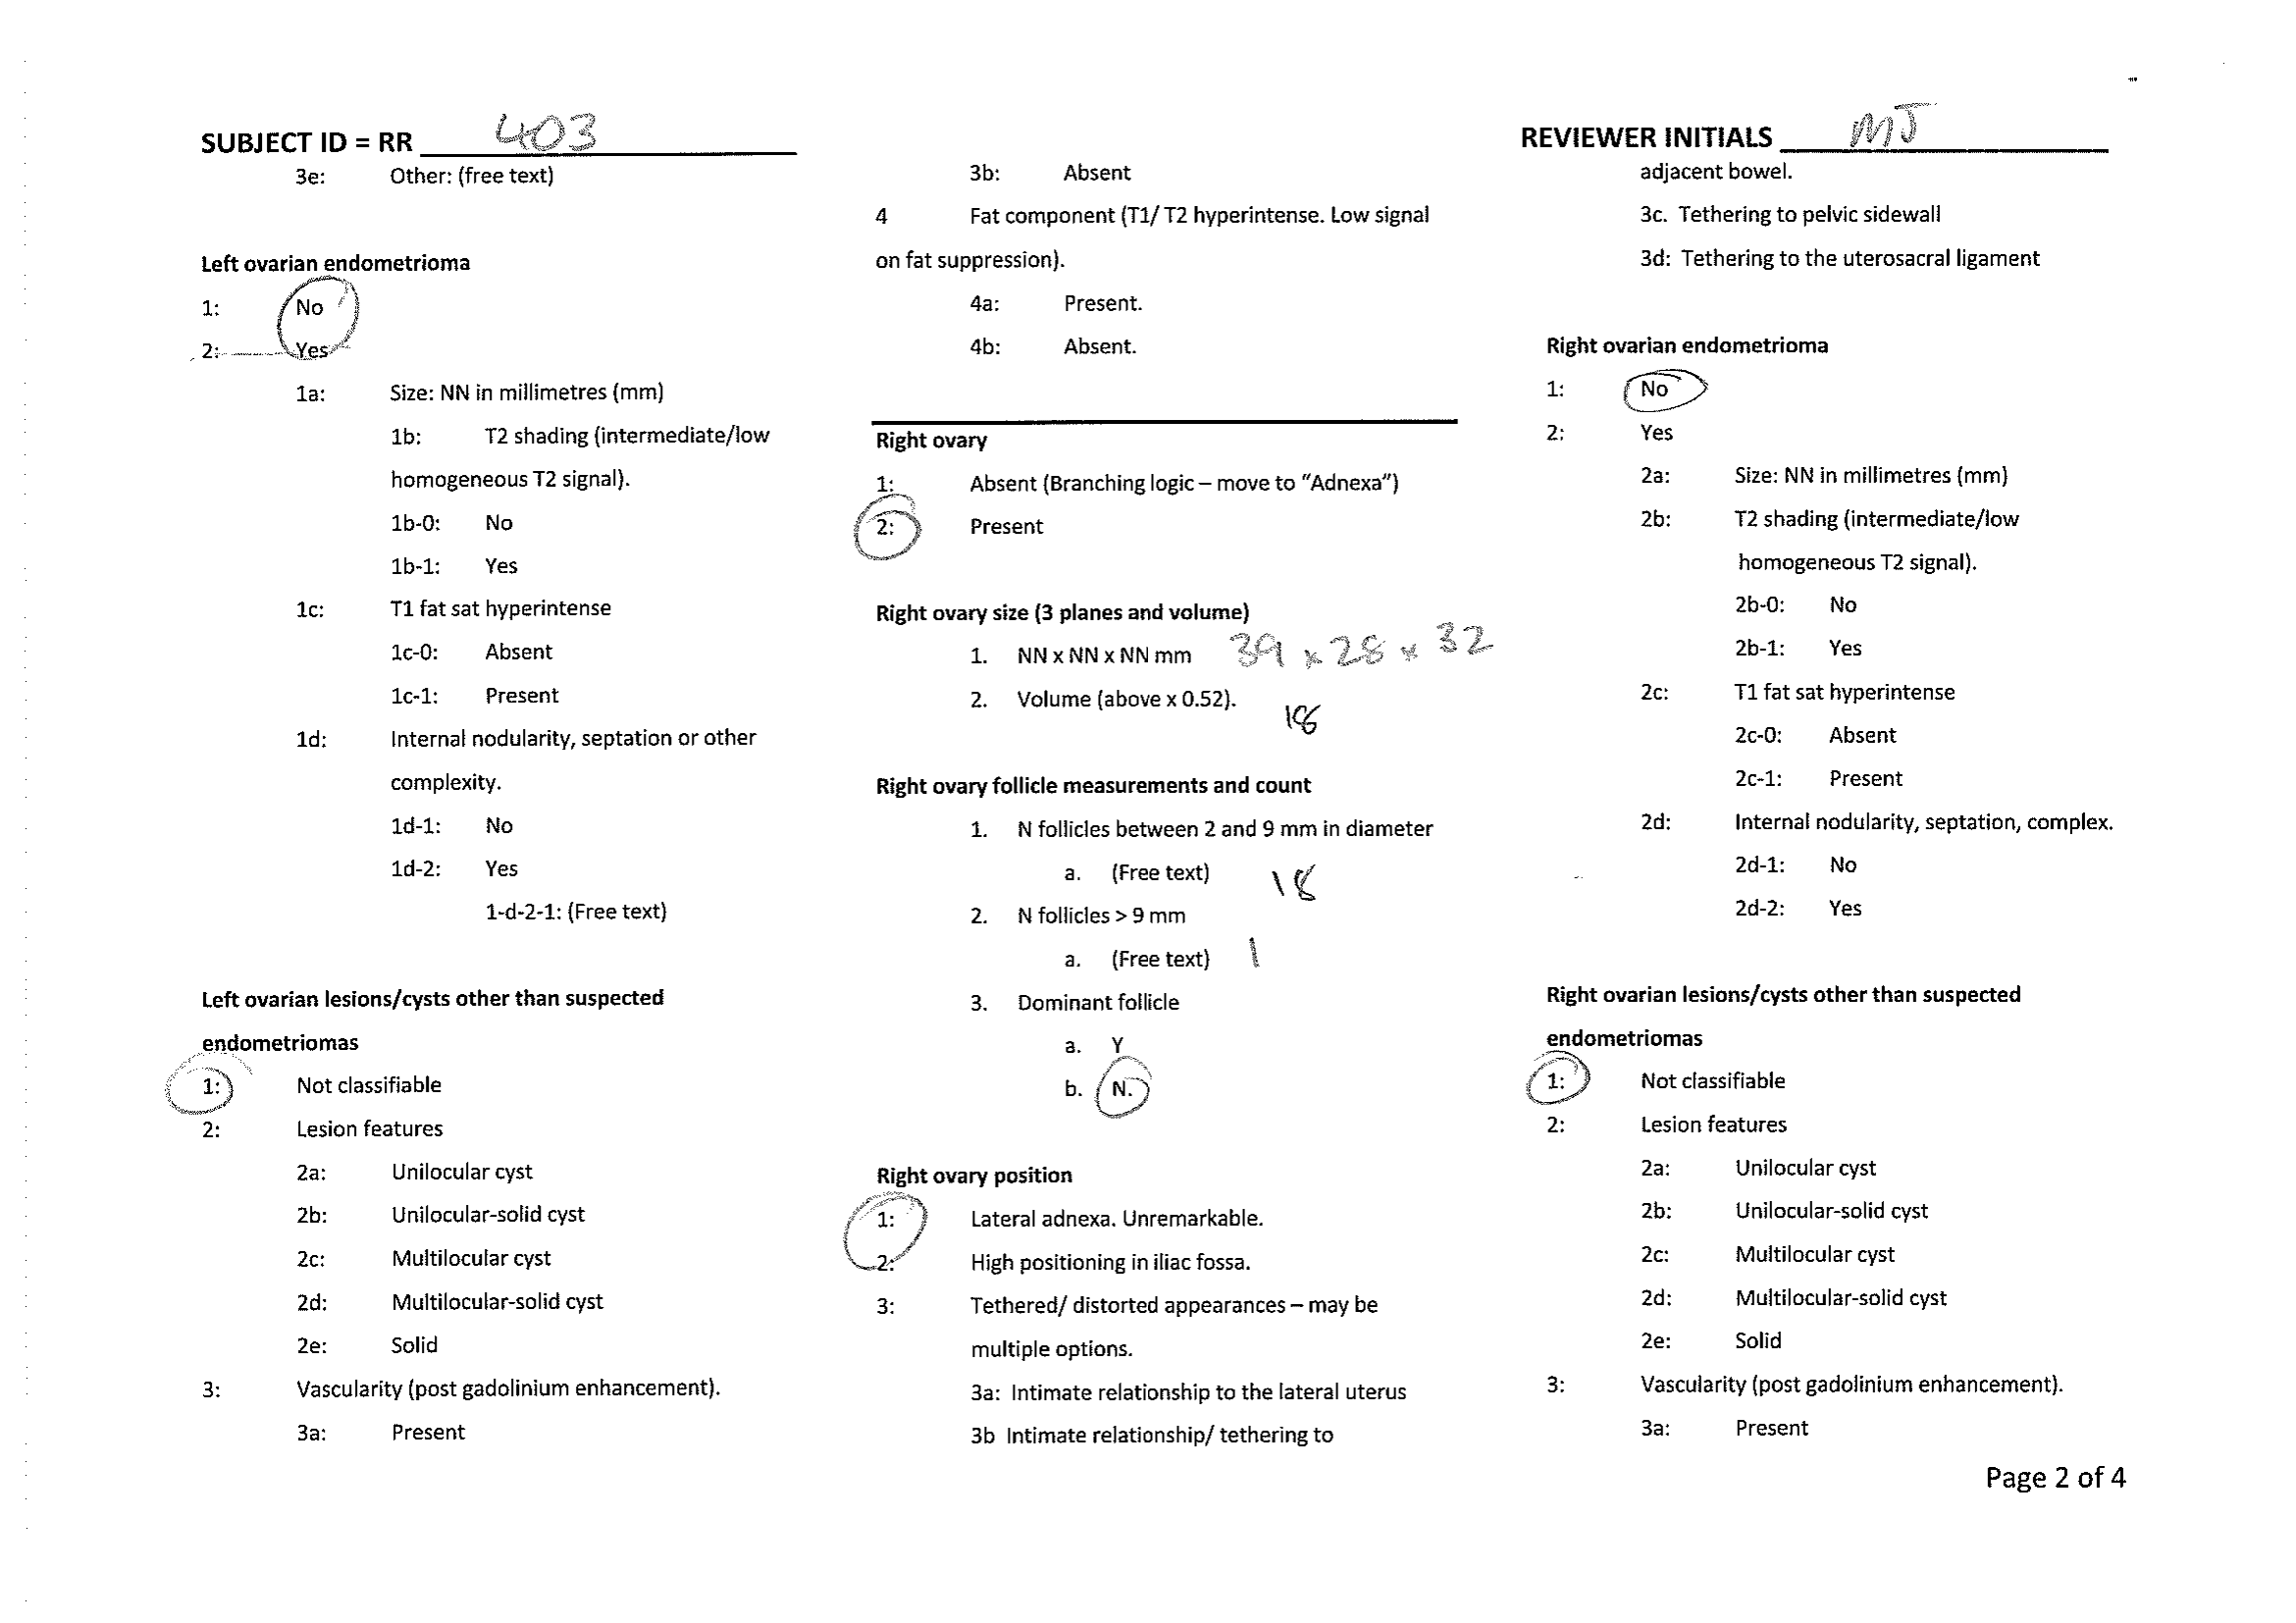 SUBJECT ID = RR 403
3e: Other: (free text)
Left ovarian endometrioma
1: No
2: Yes
1a: Size: NN in millimetres (mm)
1b: T2 shading (intermediate/low
homogeneous T2 signal).
1b-0: No
1b-1: Yes
1c: T1 fat sat hyperintense
1c-0: Absent
1c-1: Present
1d: Internal nodularity, septation or other
complexity.
1d-1: No
1d-2: Yes
1-d-2-1: (Free text)
Left ovarian lesions/cysts other than suspected
endometriomas
1: Not classifiable
2: Lesion features
2a: Unilocular cyst
2b: Unilocular-solid cyst
2c: Multilocular cyst
2d: Multilocular-solid cyst
2e: Solid
3: Vascularity (post gadolinium enhancement).
3a: Present
3b: Absent
4 Fat component (T1/ T2 hyperintense. Low signal
on fat suppression).
4a: Present.
4b: Absent.
Right ovary
1: Absent (Branching logic – move to "Adnexa")
2: Present
Right ovary size (3 planes and volume)
1. NN x NN x NN mm 39 x 28 x 32
2. Volume (above x 0.52). 18
Right ovary follicle measurements and count
1. N follicles between 2 and 9 mm in diameter
a. (Free text) 18
2. N follicles > 9 mm
a. (Free text) 1
3. Dominant follicle
a. Y
b. N.
Right ovary position
1: Lateral adnexa. Unremarkable.
2: High positioning in iliac fossa.
3: Tethered/ distorted appearances – may be
multiple options.
3a: Intimate relationship to the lateral uterus
3b Intimate relationship/ tethering to
REVIEWER INITIALS MJ
adjacent bowel.
3c. Tethering to pelvic sidewall
3d: Tethering to the uterosacral ligament
Right ovarian endometrioma
1: No
2: Yes
2a: Size: NN in millimetres (mm)
2b: T2 shading (intermediate/low
homogeneous T2 signal).
2b-0: No
2b-1: Yes
2c: T1 fat sat hyperintense
2c-0: Absent
2c-1: Present
2d: Internal nodularity, septation, complex.
2d-1: No
2d-2: Yes
Right ovarian lesions/cysts other than suspected
endometriomas
1: Not classifiable
2: Lesion features
2a: Unilocular cyst
2b: Unilocular-solid cyst
2c: Multilocular cyst
2d: Multilocular-solid cyst
2e: Solid
3: Vascularity (post gadolinium enhancement).
3a: Present
Page 2 of 4